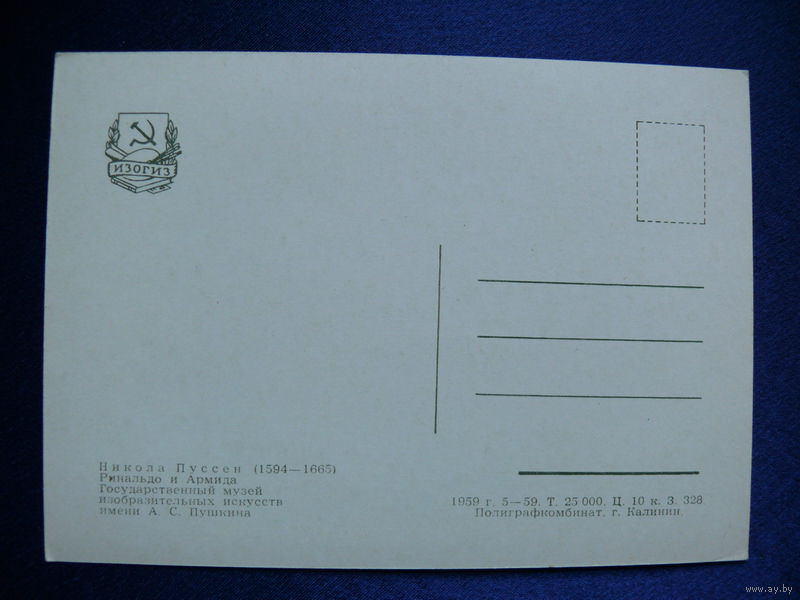 ИЗОГИЗ
Никола Пуссен (1594—1665)
Ринальдо и Армида
Государственный музей
изобразительных искусств
имени А. С. Пушкина
1959 г. 5—59. Т. 25 000. Ц. 10 к. З. 328
Полиграфкомбинат, г. Калинин.
www.ay.by